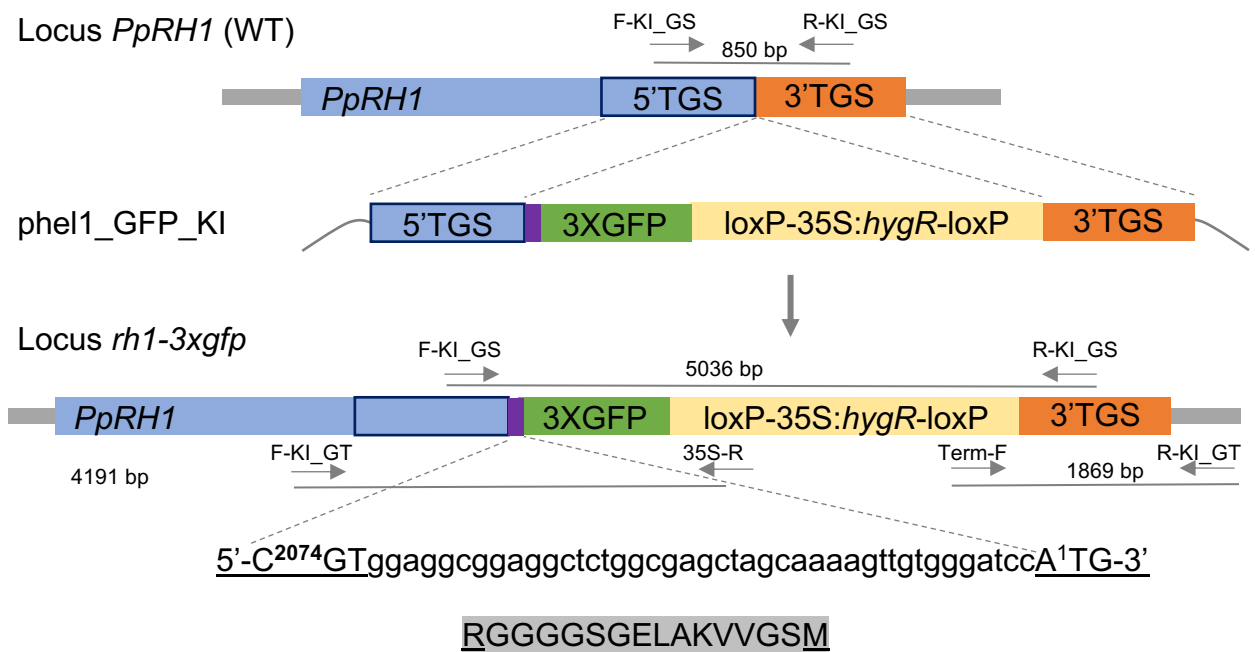 Locus PpRH1 (WT)
F-KI_GS R-KI_GS
850 bp
PpRH1 5’TGS 3’TGS
phel1_GFP_KI
5’TGS 3XGFP loxP-35S:hygR-loxP 3’TGS
Locus rh1-3xgfp
F-KI_GS R-KI_GS
5036 bp
PpRH1 3XGFP loxP-35S:hygR-loxP 3’TGS
F-KI_GT 35S-R Term-F R-KI_GT
4191 bp 1869 bp
5’-C²⁰⁷⁴GTggaggcggaggctctggcgagctagcaaaagttgtgggatccA¹TG-3’
RGGGGSGELAKVVGSM